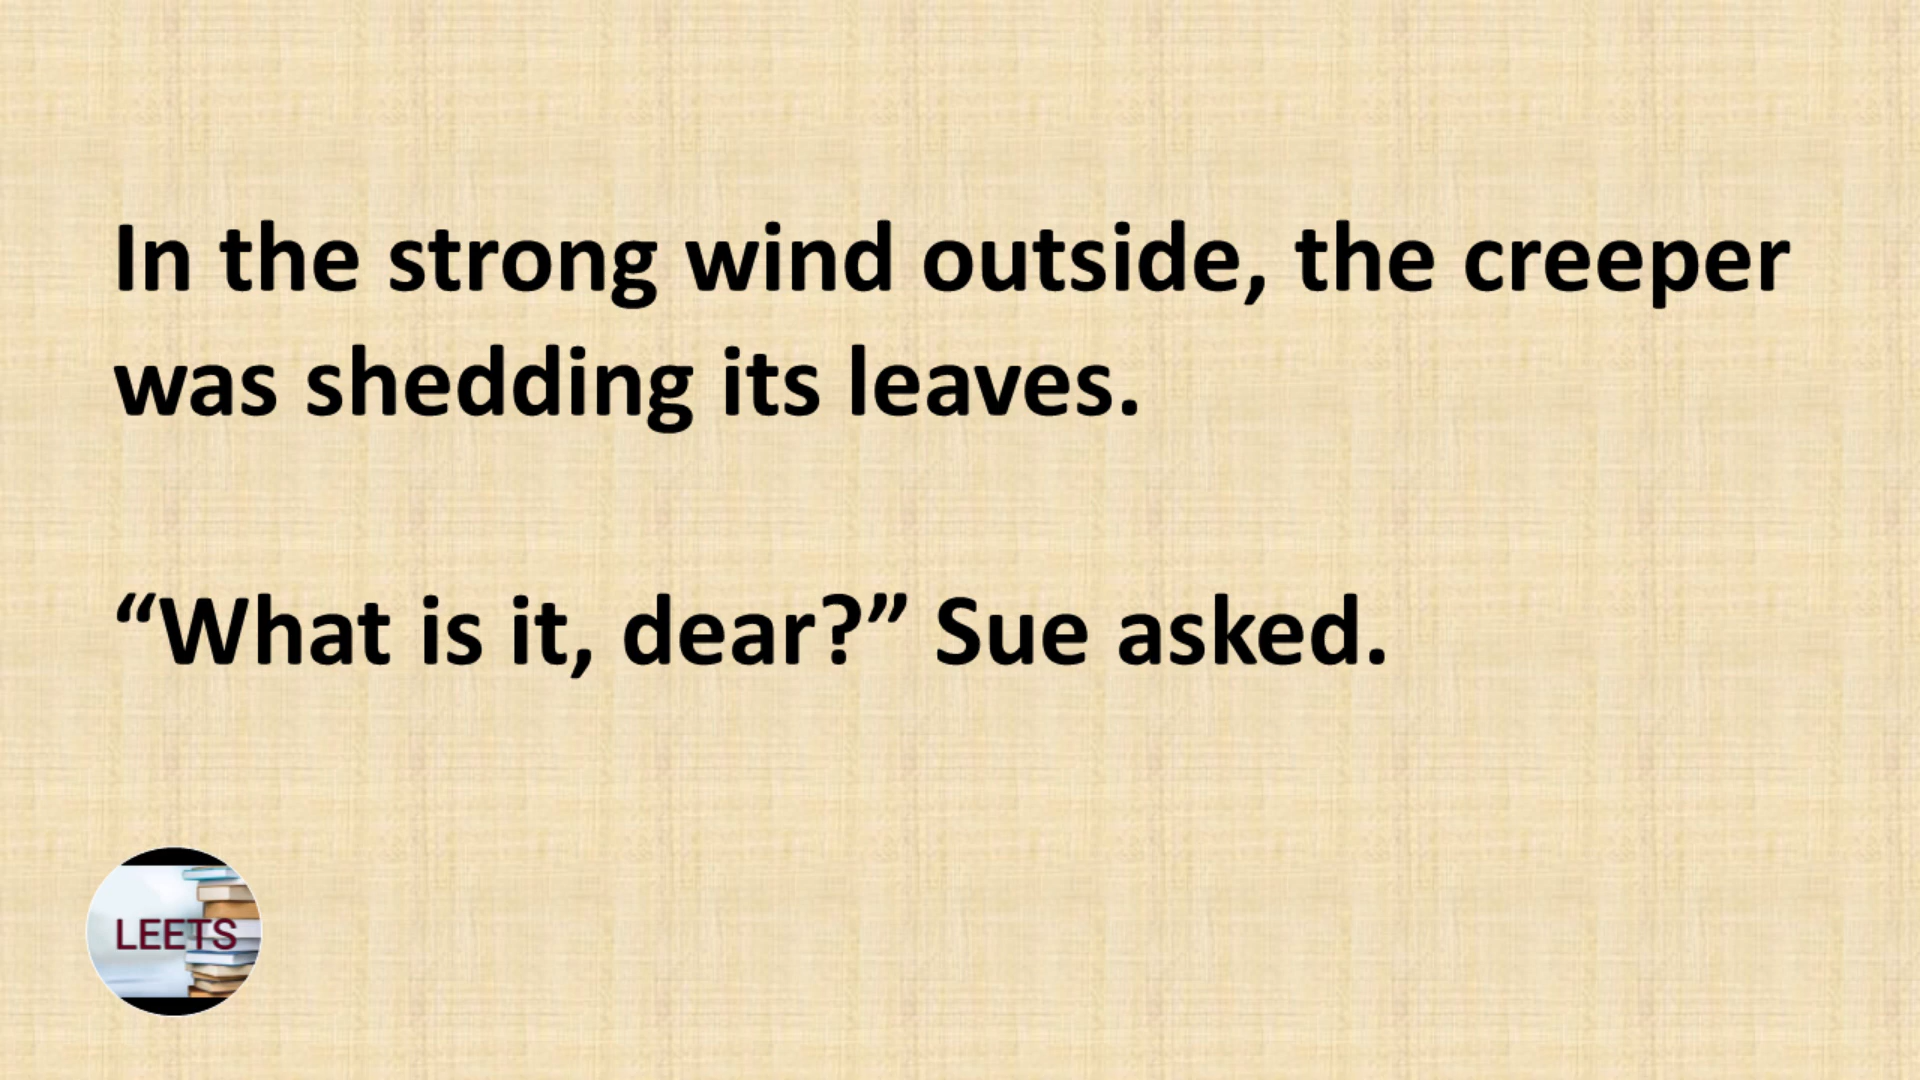 In the strong wind outside, the creeper
was shedding its leaves.
“What is it, dear?” Sue asked.
LEETS